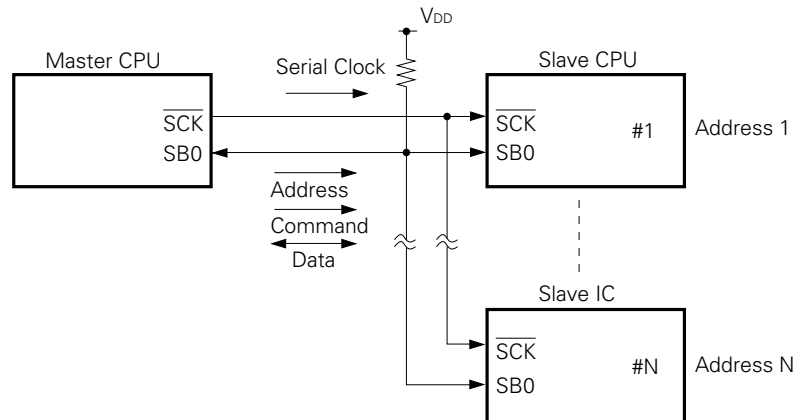 VDD
Master CPU
Serial Clock
Slave CPU
SCK
SB0
SCK
SB0
#1
Address 1
Address
Command
Data
Slave IC
SCK
SB0
#N
Address N